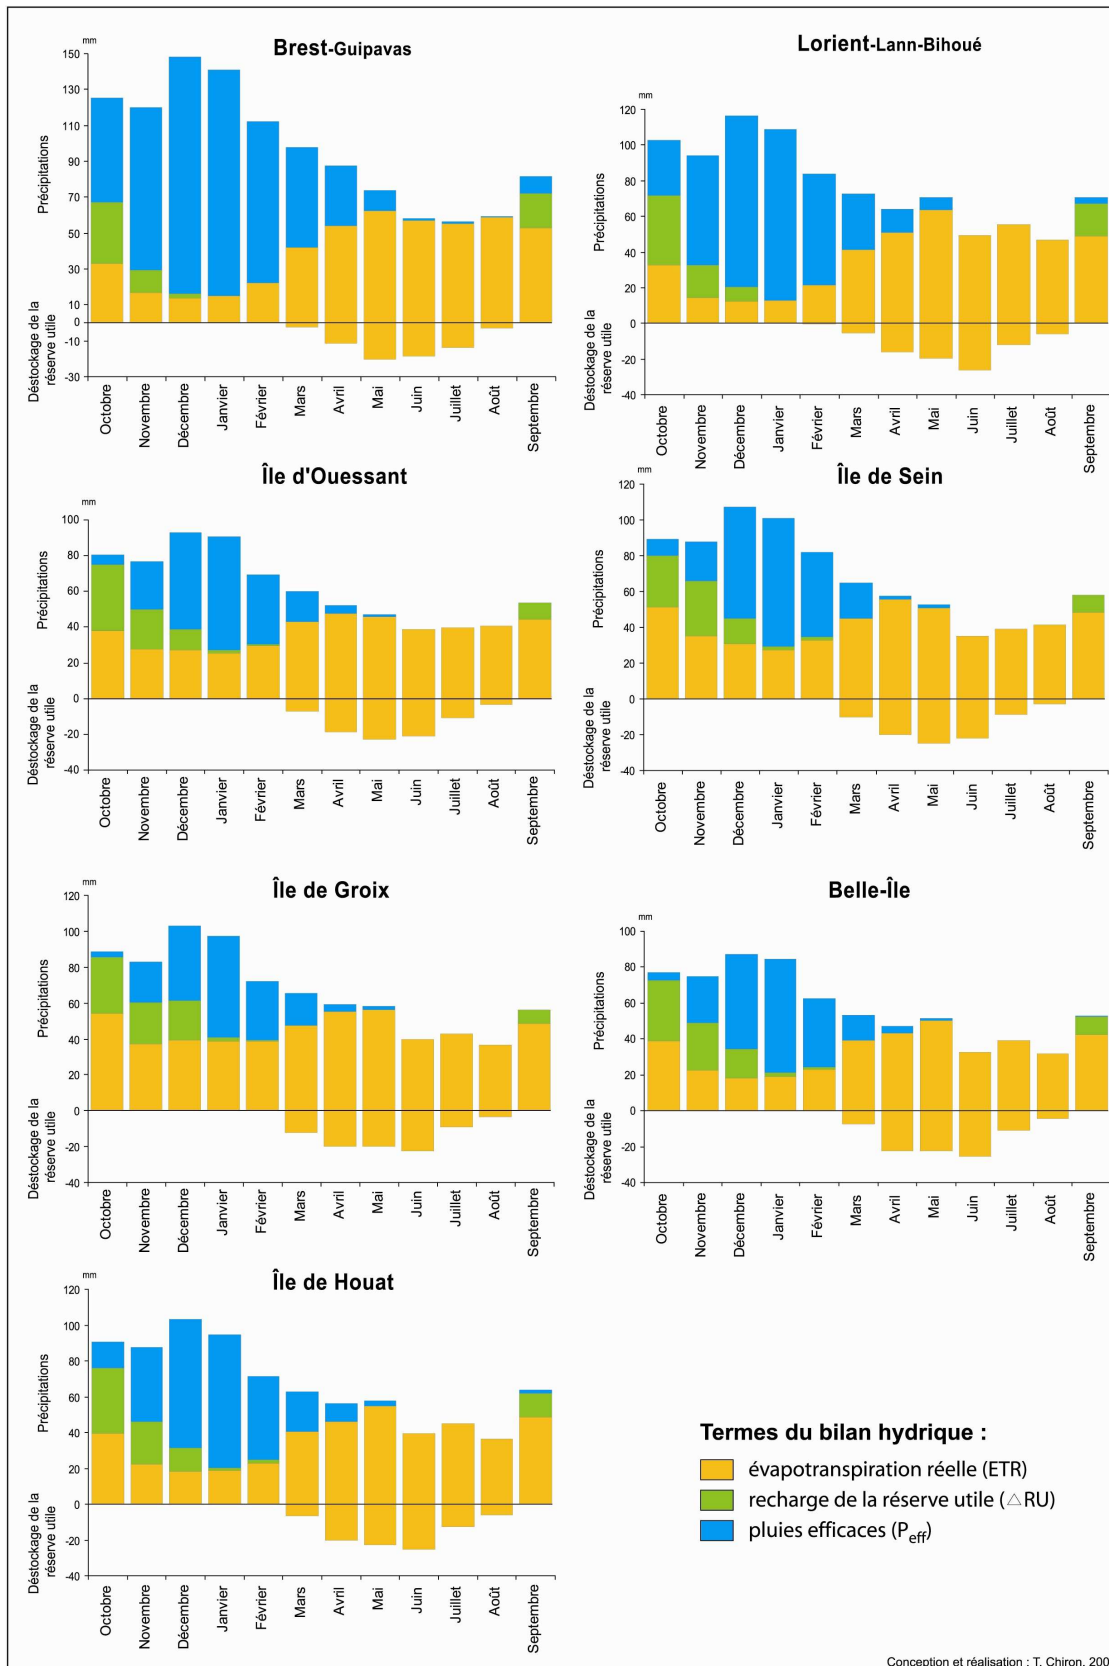 Brest-Guipavas
mm
150
130
110
90
70
50
30
10
0
-10
-30
Précipitations
Déstockage de la
réserve utile
Octobre
Novembre
Décembre
Janvier
Février
Mars
Avril
Mai
Juin
Juillet
Août
Septembre
Lorient-Lann-Bihoué
mm
120
100
80
60
40
20
0
-20
-40
Précipitations
Déstockage de la
réserve utile
Octobre
Novembre
Décembre
Janvier
Février
Mars
Avril
Mai
Juin
Juillet
Août
Septembre
Île d'Ouessant
mm
100
80
60
40
20
0
-20
-40
Précipitations
Déstockage de la
réserve utile
Octobre
Novembre
Décembre
Janvier
Février
Mars
Avril
Mai
Juin
Juillet
Août
Septembre
Île de Sein
mm
120
100
80
60
40
20
0
-20
-40
Précipitations
Déstockage de la
réserve utile
Octobre
Novembre
Décembre
Janvier
Février
Mars
Avril
Mai
Juin
Juillet
Août
Septembre
Île de Groix
mm
120
100
80
60
40
20
0
-20
-40
Précipitations
Déstockage de la
réserve utile
Octobre
Novembre
Décembre
Janvier
Février
Mars
Avril
Mai
Juin
Juillet
Août
Septembre
Belle-Île
mm
100
80
60
40
20
0
-20
-40
Précipitations
Déstockage de la
réserve utile
Octobre
Novembre
Décembre
Janvier
Février
Mars
Avril
Mai
Juin
Juillet
Août
Septembre
Île de Houat
mm
120
100
80
60
40
20
0
-20
-40
Précipitations
Déstockage de la
réserve utile
Octobre
Novembre
Décembre
Janvier
Février
Mars
Avril
Mai
Juin
Juillet
Août
Septembre
Termes du bilan hydrique :
évapotranspiration réelle (ETR)
recharge de la réserve utile (△RU)
pluies efficaces (Peff)
Conception et réalisation : T. Chiron, 200